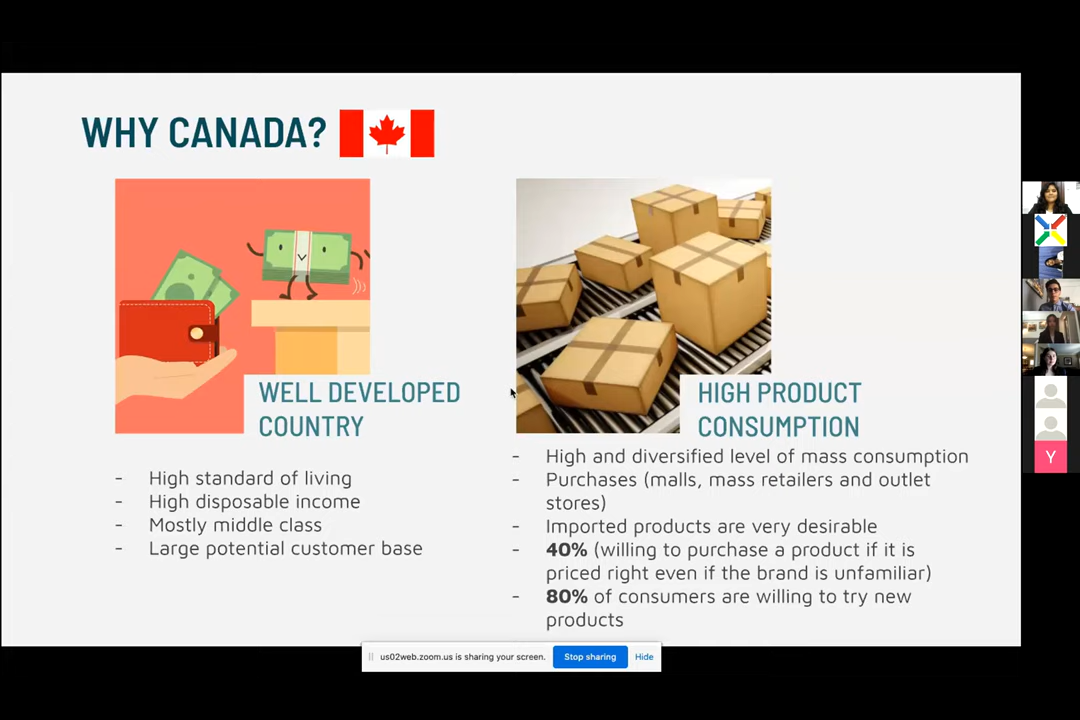 WHY CANADA?
WELL DEVELOPED
COUNTRY
- High standard of living
- High disposable income
- Mostly middle class
- Large potential customer base
HIGH PRODUCT
CONSUMPTION
- High and diversified level of mass consumption
- Purchases (malls, mass retailers and outlet
stores)
- Imported products are very desirable
- 40% (willing to purchase a product if it is
priced right even if the brand is unfamiliar)
- 80% of consumers are willing to try new
products
Y
us02web.zoom.us is sharing your screen.
Stop sharing
Hide